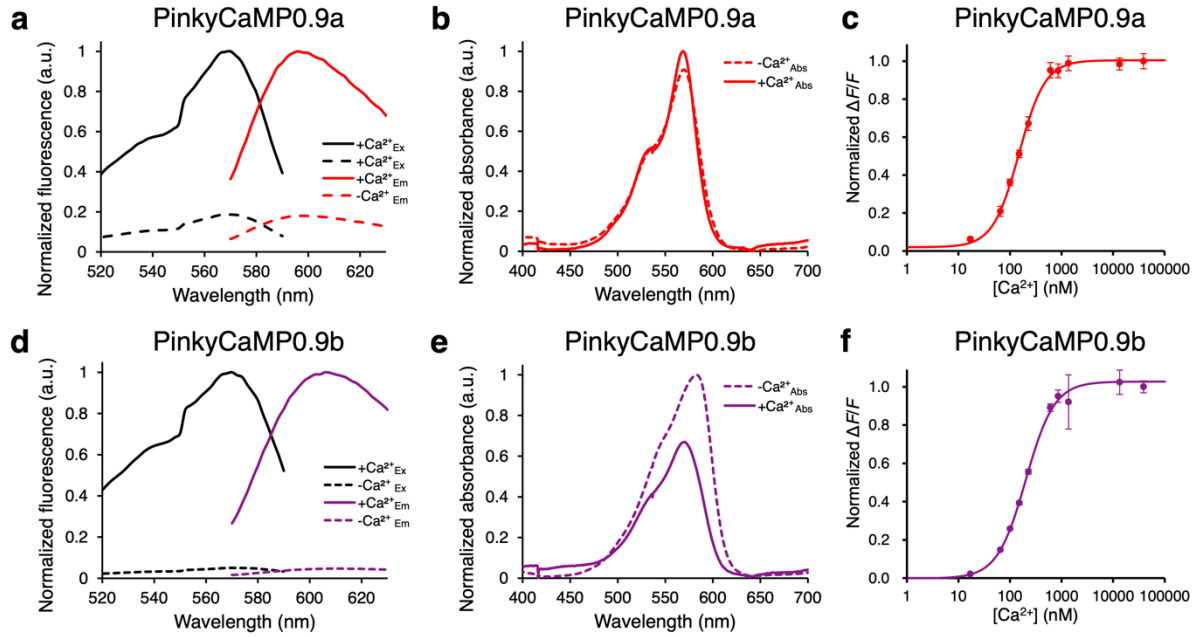 a
PinkyCaMP0.9a
Normalized fluorescence (a.u.)
1
0.8
0.6
0.4
0.2
0
520
540
560
580
600
620
Wavelength (nm)
+Ca²⁺Ex
+Ca²⁺Ex
+Ca²⁺Em
-Ca²⁺ Em
b
PinkyCaMP0.9a
Normalized absorbance (a.u.)
1
0.8
0.6
0.4
0.2
0
400
450
500
550
600
650
700
Wavelength (nm)
-Ca²⁺Abs
+Ca²⁺Abs
c
PinkyCaMP0.9a
Normalized ΔF/F
1.0
0.8
0.6
0.4
0.2
0.0
1
10
100
1000
10000
100000
[Ca²⁺] (nM)
d
PinkyCaMP0.9b
Normalized fluorescence (a.u.)
1
0.8
0.6
0.4
0.2
0
520
540
560
580
600
620
Wavelength (nm)
+Ca²⁺Ex
-Ca²⁺Ex
+Ca²⁺Em
-Ca²⁺ Em
e
PinkyCaMP0.9b
Normalized absorbance (a.u.)
1
0.8
0.6
0.4
0.2
0
400
450
500
550
600
650
700
Wavelength (nm)
-Ca²⁺Abs
+Ca²⁺Abs
f
PinkyCaMP0.9b
Normalized ΔF/F
1.0
0.8
0.6
0.4
0.2
0.0
1
10
100
1000
10000
100000
[Ca²⁺] (nM)